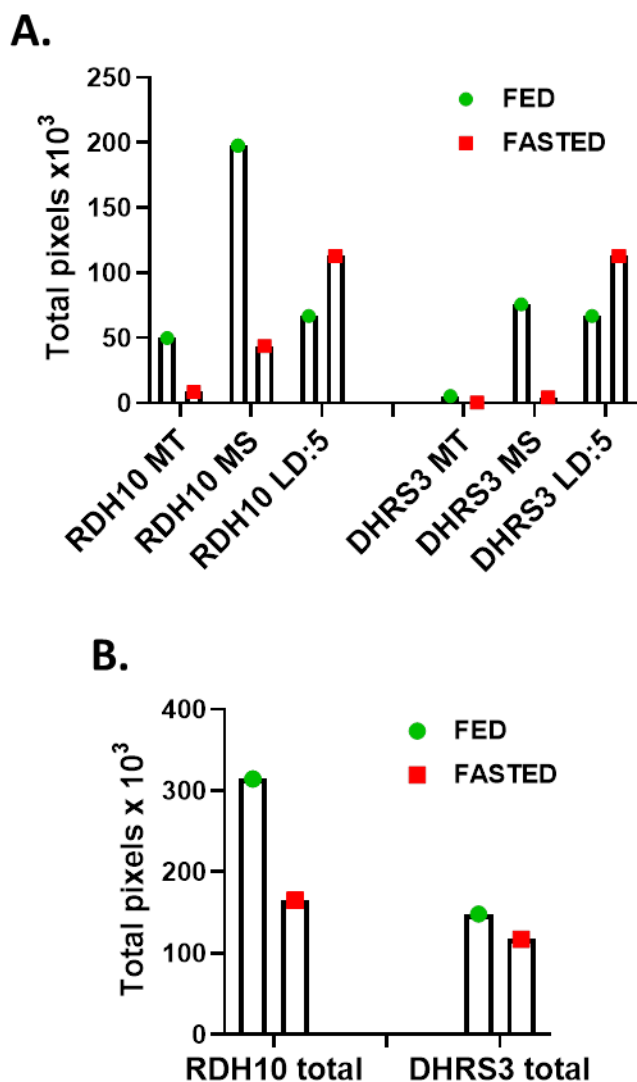 A.
Total pixels x10³
250
200
150
100
50
0
FED
FASTED
RDH10 MT
RDH10 MS
RDH10 LD:5
DHRS3 MT
DHRS3 MS
DHRS3 LD:5
B.
Total pixels x 10³
400
300
200
100
0
FED
FASTED
RDH10 total
DHRS3 total